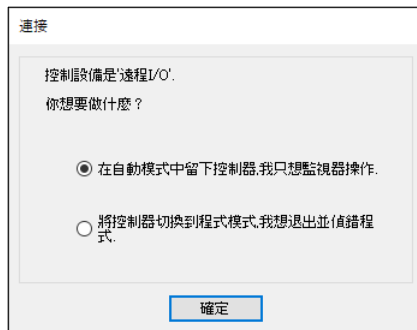 連接
控制設備是'遠程I/O'.
你想要做什麼？
在自動模式中留下控制器,我只想監視器操作.
將控制器切換到程式模式,我想退出並偵錯程
式.
確定